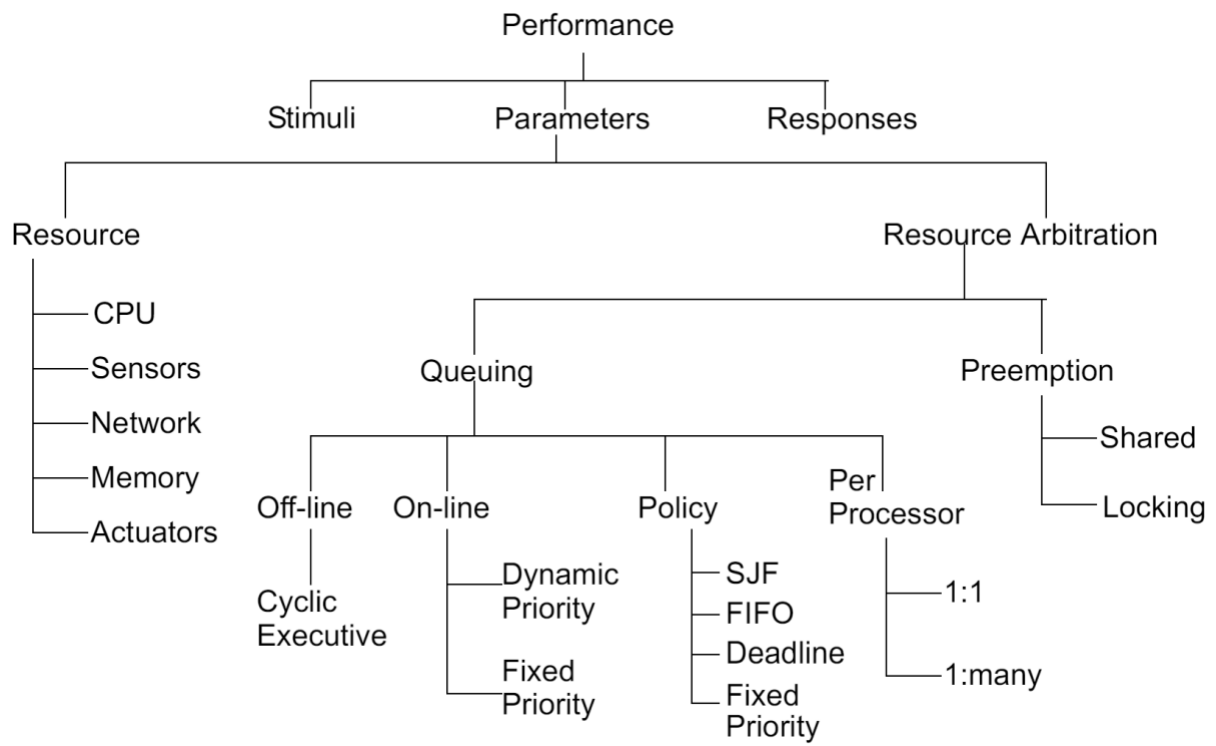 Performance
Stimuli
Parameters
Responses
Resource
Resource Arbitration
CPU
Sensors
Network
Memory
Actuators
Queuing
Preemption
Shared
Locking
Off-line
On-line
Policy
Per
Processor
Cyclic
Executive
Dynamic
Priority
Fixed
Priority
SJF
FIFO
Deadline
Fixed
Priority
1:1
1:many